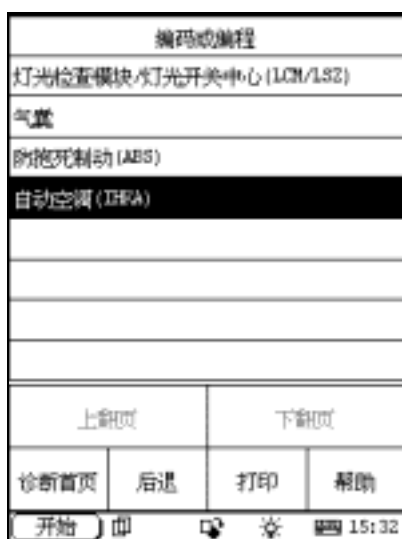 编码或编程
灯光检查模块/灯光开关中心(LCM/LSZ)
气囊
防抱死制动(ABS)
自动空调(IHKA)
上翻页 下翻页
诊断首页 后退 打印 帮助
开始 15:32